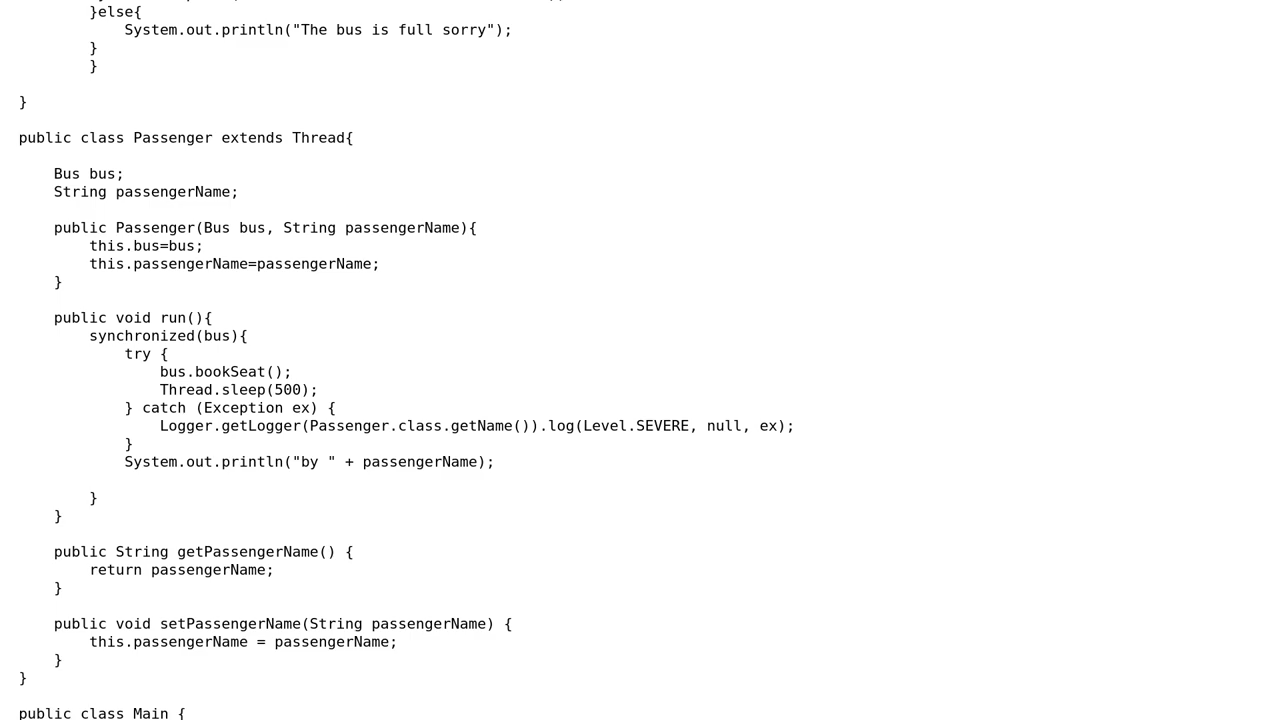 }else{
System.out.println("The bus is full sorry");
}
}
}
public class Passenger extends Thread{
Bus bus;
String passengerName;
public Passenger(Bus bus, String passengerName){
this.bus=bus;
this.passengerName=passengerName;
}
public void run(){
synchronized(bus){
try {
bus.bookSeat();
Thread.sleep(500);
} catch (Exception ex) {
Logger.getLogger(Passenger.class.getName()).log(Level.SEVERE, null, ex);
}
System.out.println("by " + passengerName);
}
}
public String getPassengerName() {
return passengerName;
}
public void setPassengerName(String passengerName) {
this.passengerName = passengerName;
}
}
public class Main {